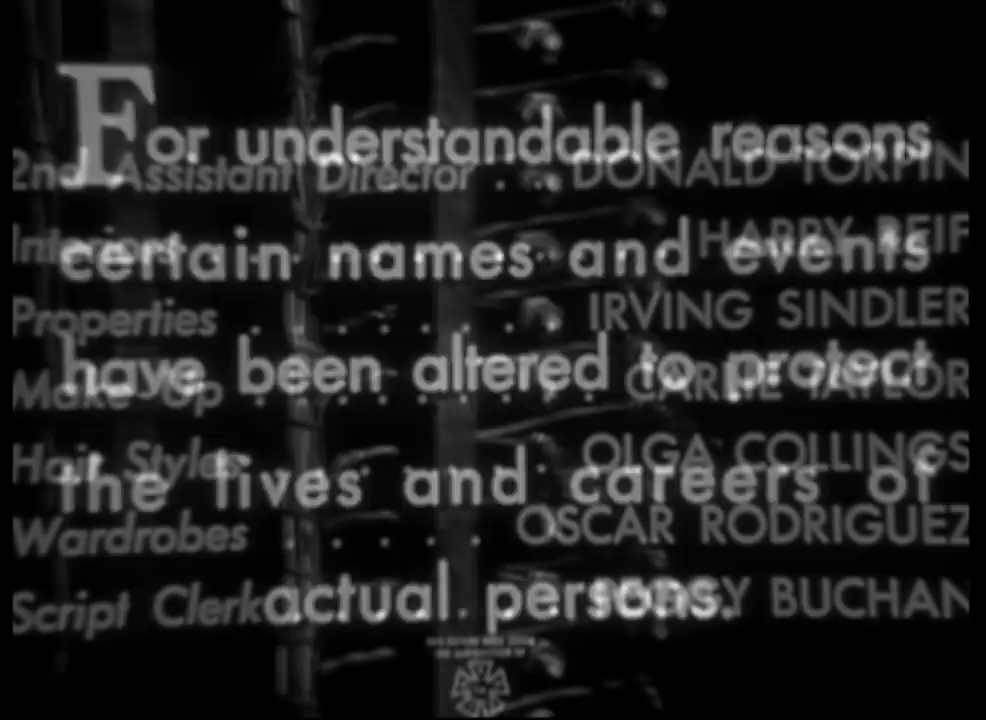 For understandable reasons
2nd Assistant Director . . . DONALD TORPIN
certain names and events
Interiors HARRY REIF
Properties . . . . . . . . IRVING SINDLER
have been altered to protect
Make Up . . . . . . . . . CARRIE TAYLOR
Hair Styles OLGA COLLINGS
the lives and careers of
Wardrobes . . . . . OSCAR RODRIGUEZ
Script Clerk BUCHAN
actual persons.